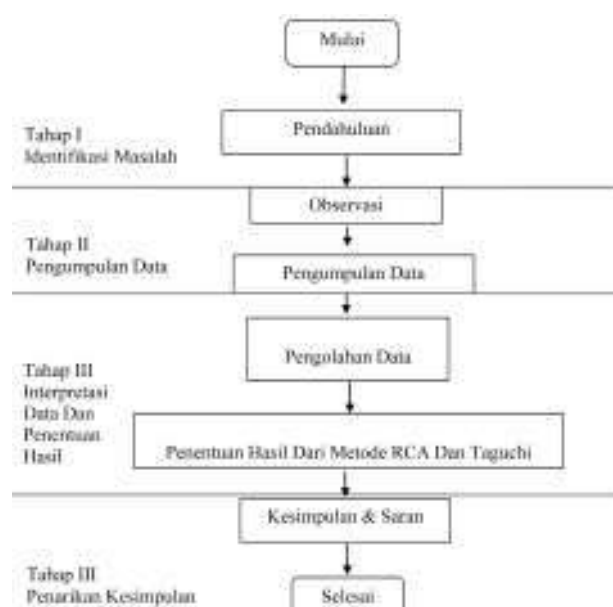 Mulai
Tahap I
Identifikasi Masalah
Pendahuluan
Observasi
Tahap II
Pengumpulan Data
Pengumpulan Data
Pengolahan Data
Tahap III
Interpretasi
Data Dan
Penentuan
Hasil
Penentuan Hasil Dari Metode RCA Dan Taguchi
Kesimpulan & Saran
Tahap III
Penarikan Kesimpulan
Selesai